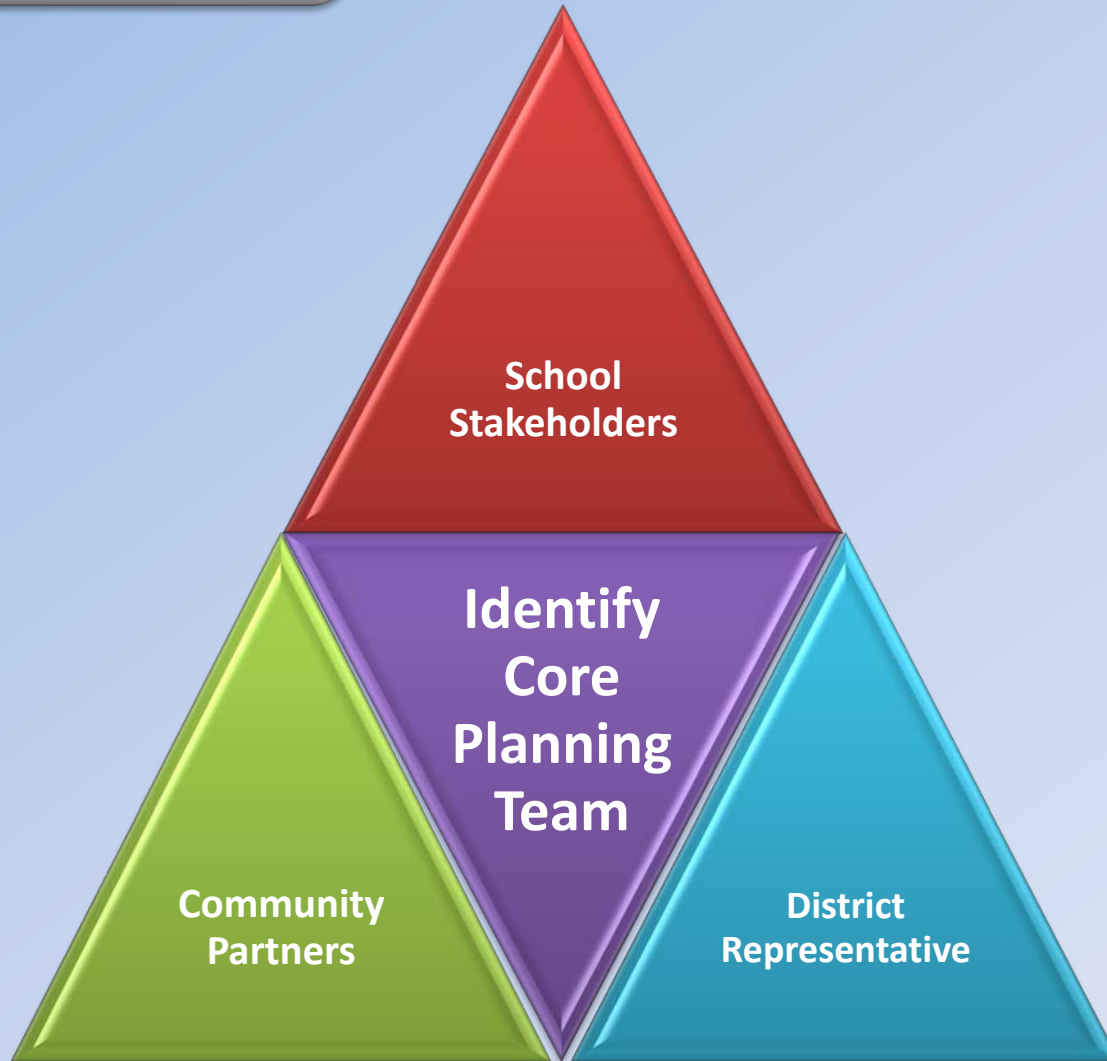 School
Stakeholders
Identify
Core
Planning
Team
Community
Partners
District
Representative